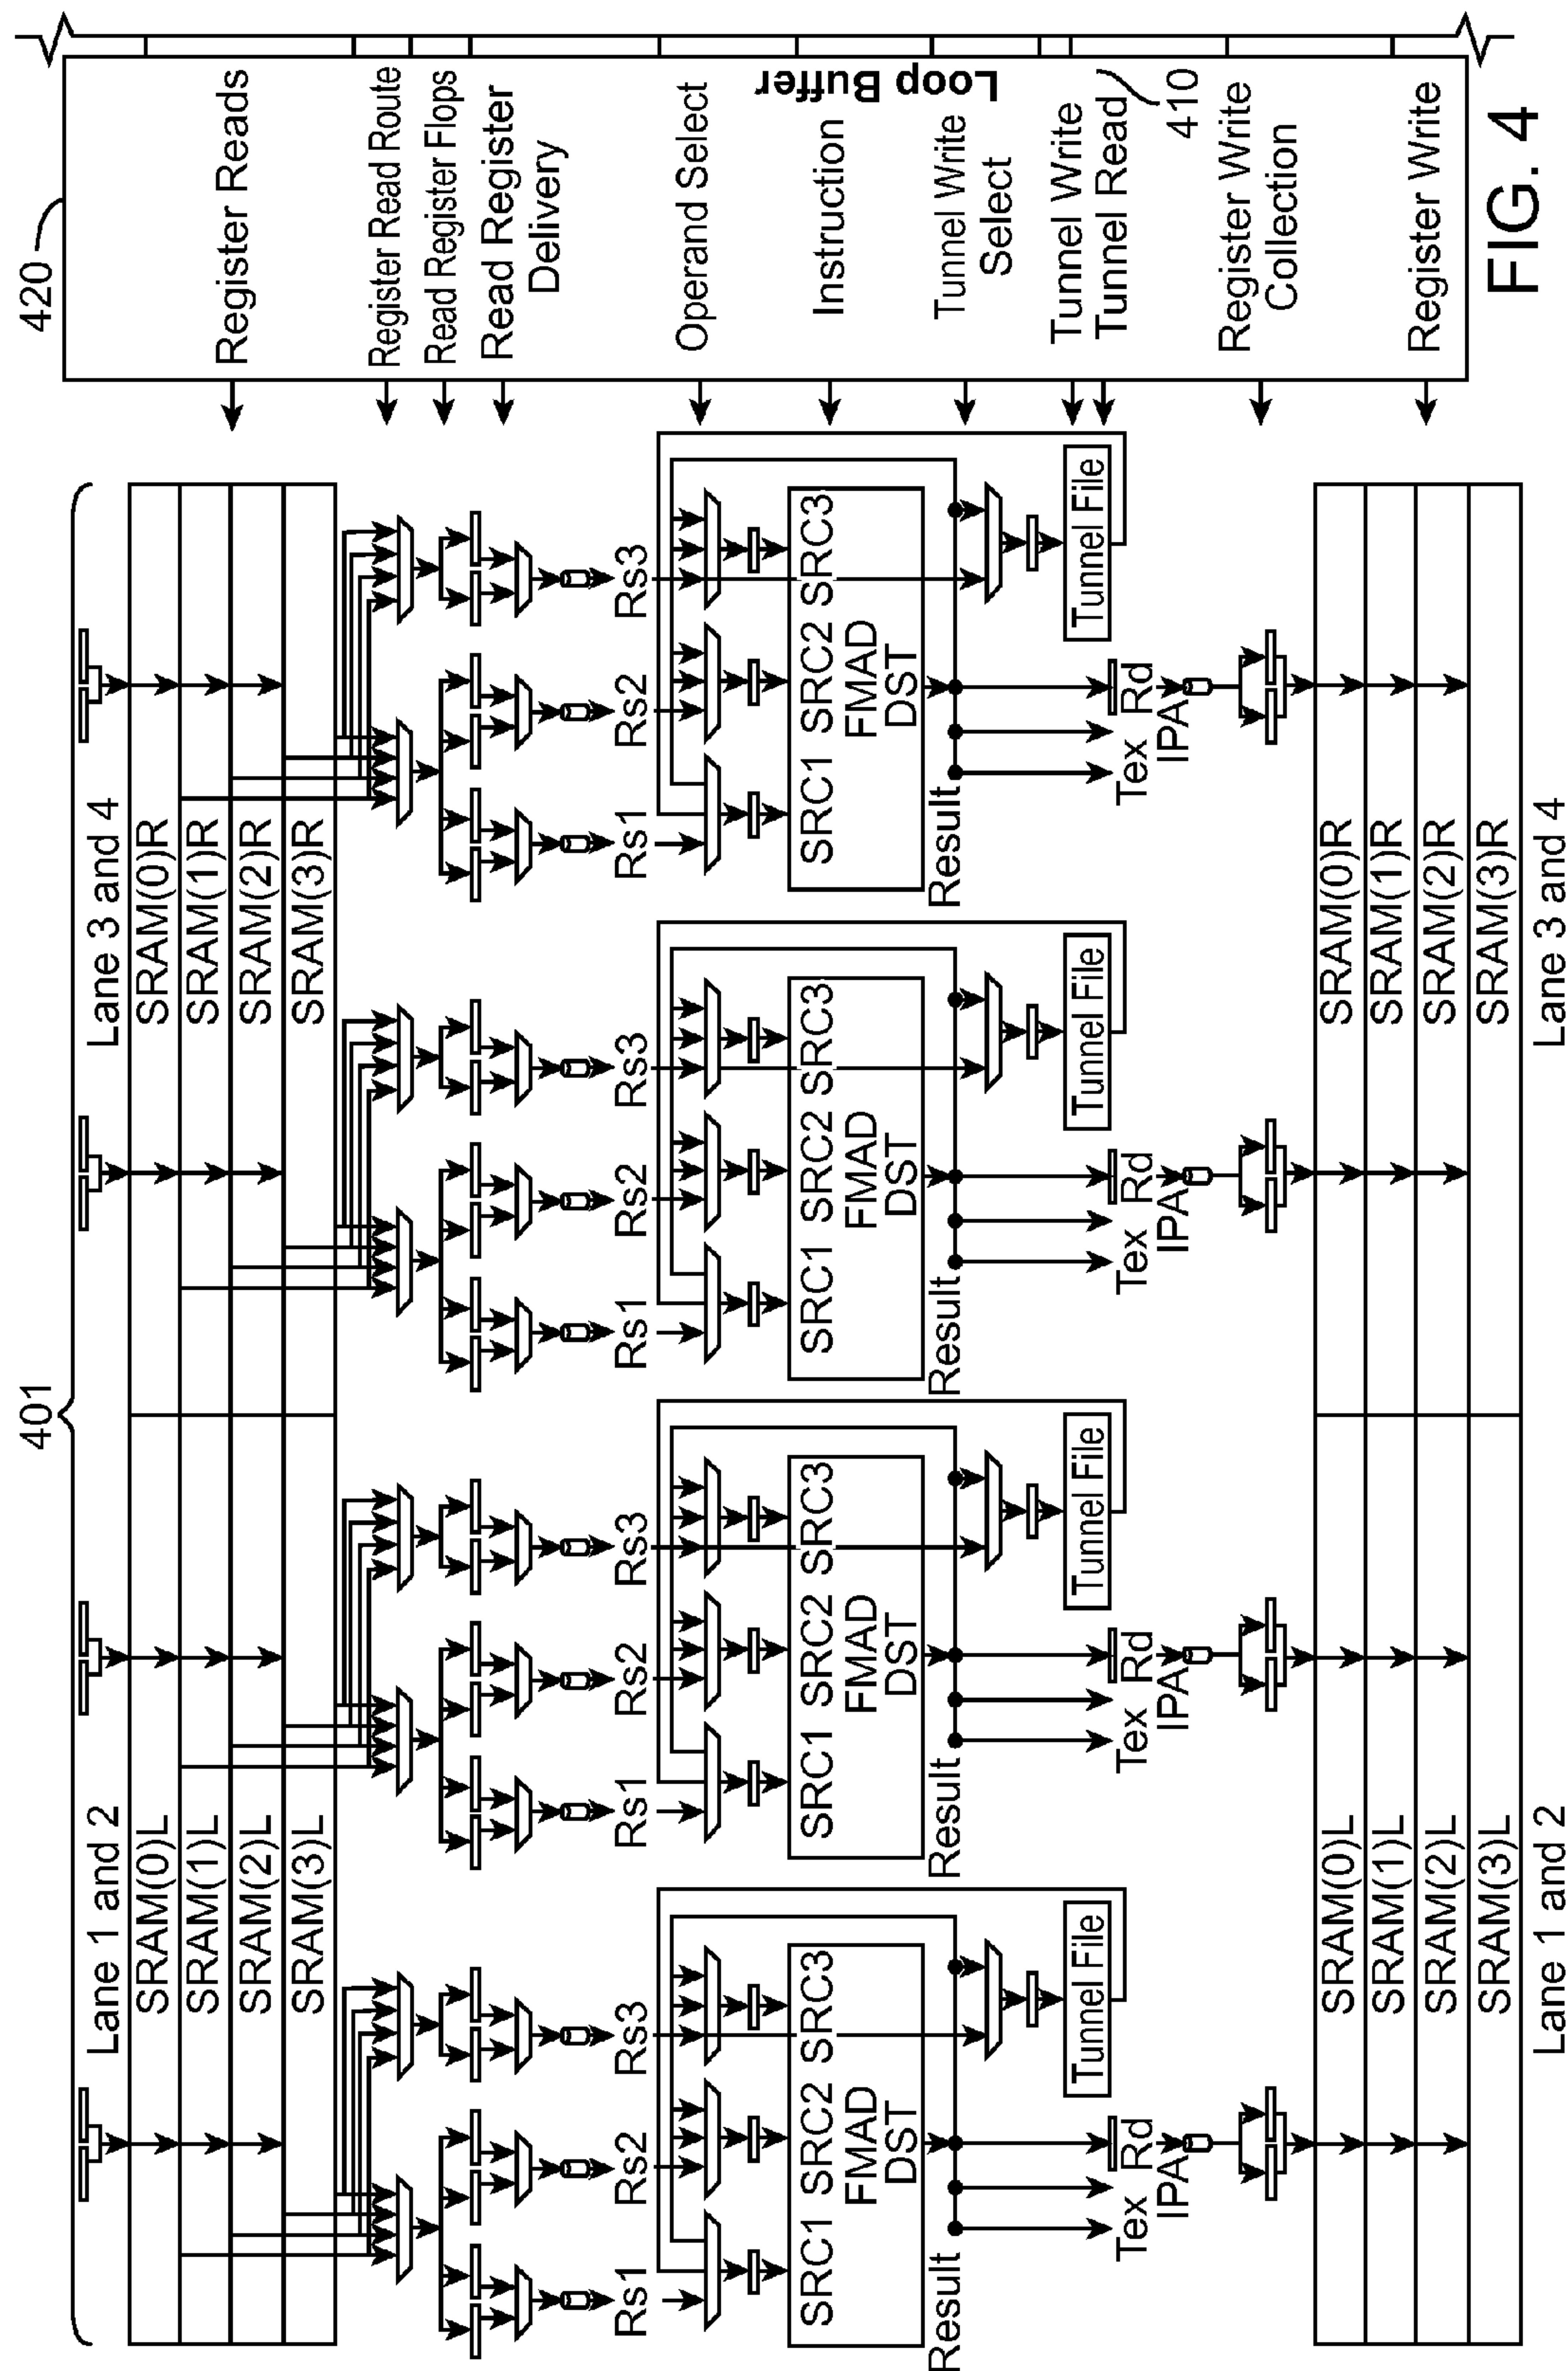 401
Lane 1 and 2
Lane 3 and 4
420
SRAM(0)L
SRAM(0)R
SRAM(1)L
SRAM(1)R
SRAM(2)L
SRAM(2)R
SRAM(3)L
SRAM(3)R
Register Reads
Register Read Route
Read Register Flops
Read Register
Delivery
Rs1
Rs2
Rs3
Rs1
Rs2
Rs3
Rs1
Rs2
Rs3
Rs1
Rs2
Rs3
Operand Select
Loop Buffer
SRC1 SRC2 SRC3
FMAD
DST
SRC1 SRC2 SRC3
FMAD
DST
SRC1 SRC2 SRC3
FMAD
DST
SRC1 SRC2 SRC3
FMAD
DST
Instruction
Result
Result
Result
Result
Tunnel Write
Select
Tunnel File
Tunnel File
Tunnel File
Tunnel File
Tunnel Write
Tunnel Read
410
Tex Rd
IPA
Tex Rd
IPA
Tex Rd
IPA
Tex Rd
IPA
Register Write
Collection
SRAM(0)L
SRAM(0)R
SRAM(1)L
SRAM(1)R
SRAM(2)L
SRAM(2)R
SRAM(3)L
SRAM(3)R
Register Write
Lane 1 and 2
Lane 3 and 4
FIG. 4